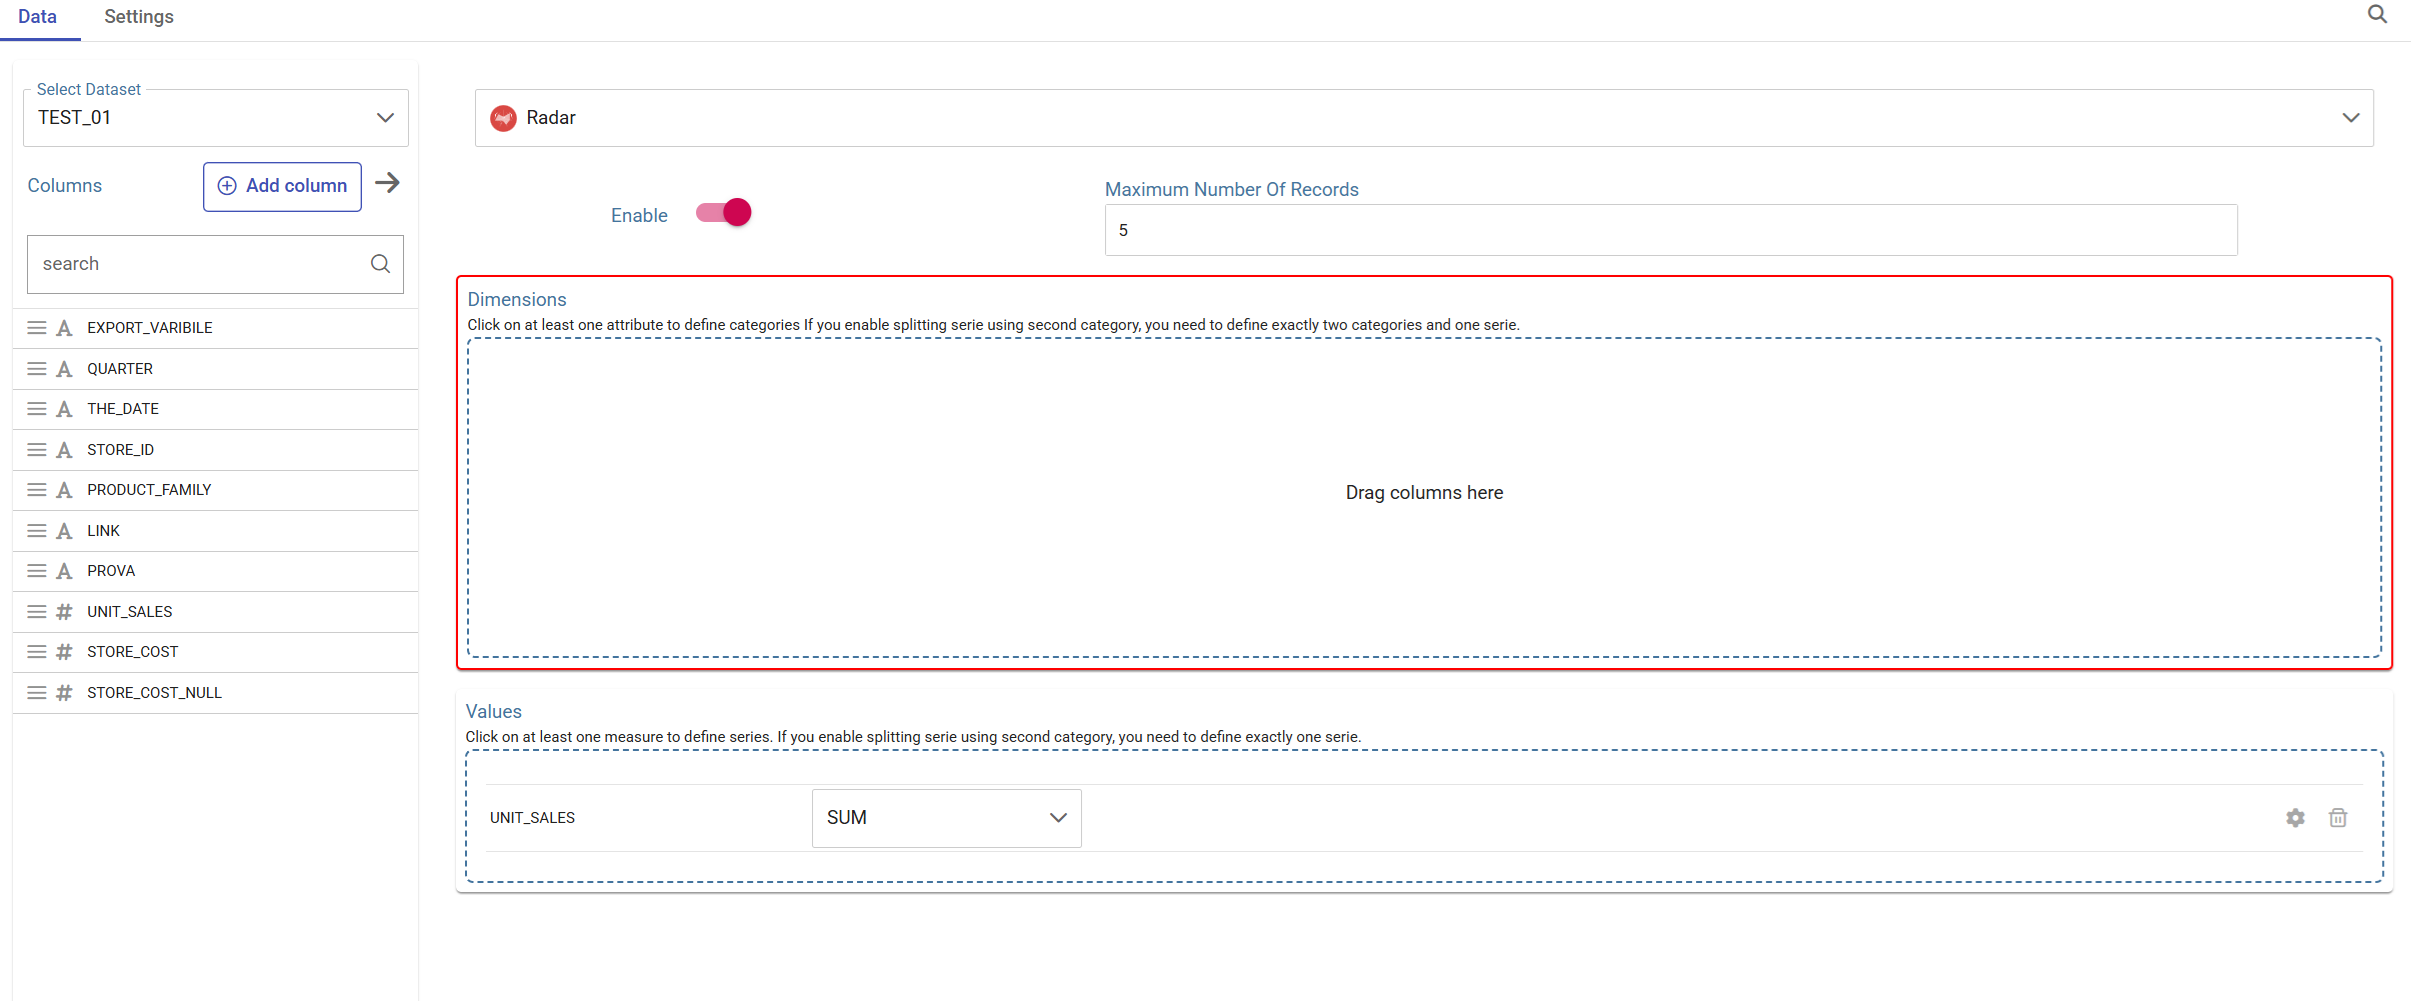 Data Settings
Select Dataset
TEST_01
Columns
Add column
search
A EXPORT_VARIBILE
A QUARTER
A THE_DATE
A STORE_ID
A PRODUCT_FAMILY
A LINK
A PROVA
# UNIT_SALES
# STORE_COST
# STORE_COST_NULL
Radar
Enable
Maximum Number Of Records
5
Dimensions
Click on at least one attribute to define categories If you enable splitting serie using second category, you need to define exactly two categories and one serie.
Drag columns here
Values
Click on at least one measure to define series. If you enable splitting serie using second category, you need to define exactly one serie.
UNIT_SALES SUM